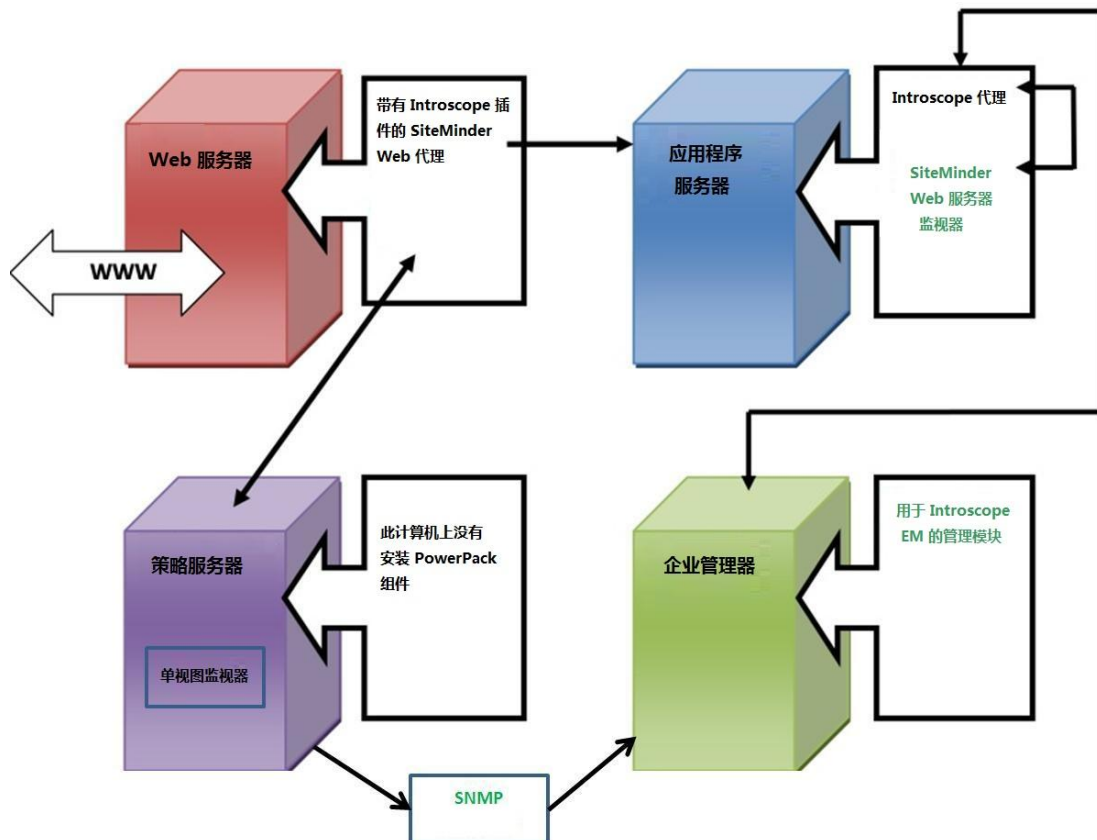 Web 服务器
WWW
带有 Introscope 插
件的 SiteMinder
Web 代理
应用程序
服务器
Introscope 代理
SiteMinder
Web 服务器
监视器
策略服务器
单视图监视器
此计算机上没有
安装 PowerPack
组件
企业管理器
用于 Introscope
EM 的管理模块
SNMP